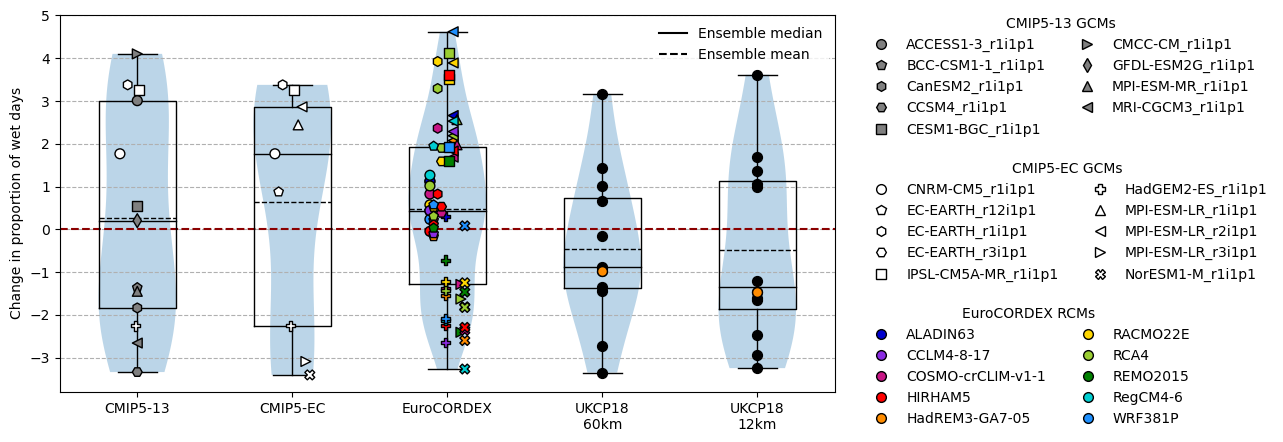 Change in proportion of wet days
5
4
3
2
1
0
−1
−2
−3
Ensemble median
Ensemble mean
CMIP5-13
CMIP5-EC
EuroCORDEX
UKCP18
60km
UKCP18
12km
CMIP5-13 GCMs
ACCESS1-3_r1i1p1
BCC-CSM1-1_r1i1p1
CanESM2_r1i1p1
CCSM4_r1i1p1
CESM1-BGC_r1i1p1
CMCC-CM_r1i1p1
GFDL-ESM2G_r1i1p1
MPI-ESM-MR_r1i1p1
MRI-CGCM3_r1i1p1
CMIP5-EC GCMs
CNRM-CM5_r1i1p1
EC-EARTH_r12i1p1
EC-EARTH_r1i1p1
EC-EARTH_r3i1p1
IPSL-CM5A-MR_r1i1p1
HadGEM2-ES_r1i1p1
MPI-ESM-LR_r1i1p1
MPI-ESM-LR_r2i1p1
MPI-ESM-LR_r3i1p1
NorESM1-M_r1i1p1
EuroCORDEX RCMs
ALADIN63
CCLM4-8-17
COSMO-crCLIM-v1-1
HIRHAM5
HadREM3-GA7-05
RACMO22E
RCA4
REMO2015
RegCM4-6
WRF381P